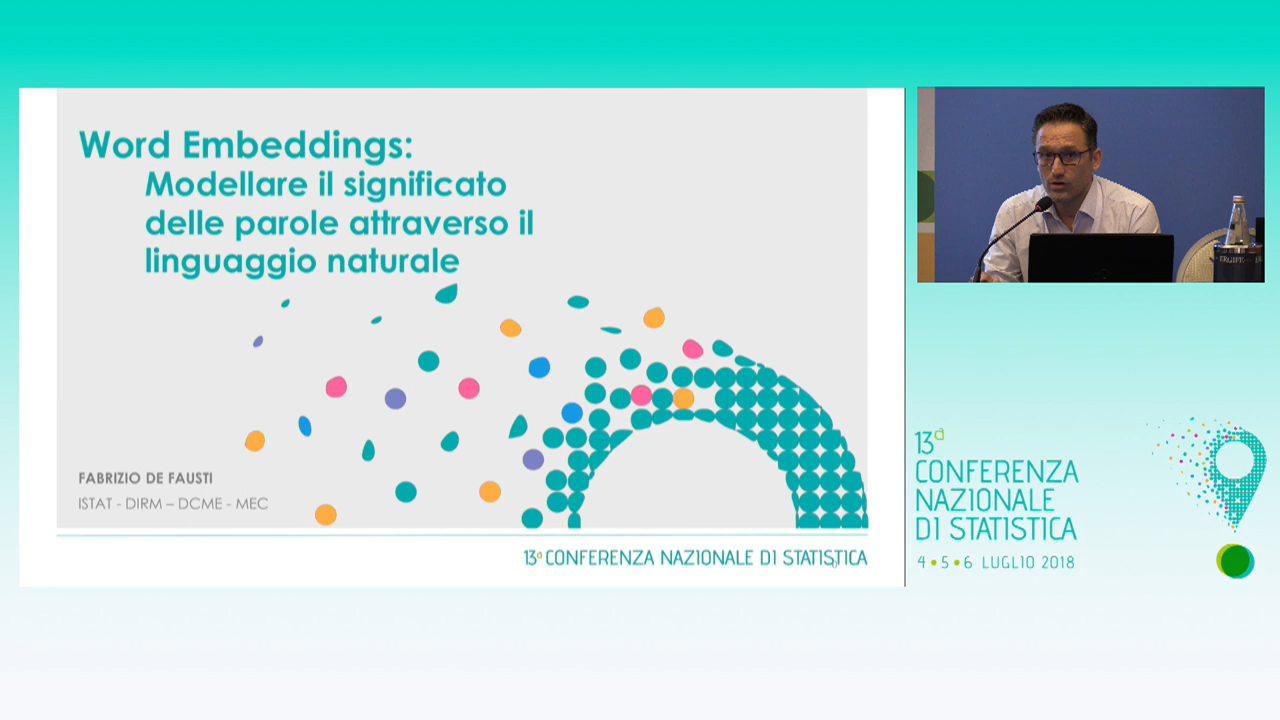 Word Embeddings:
Modellare il significato
delle parole attraverso il
linguaggio naturale
FABRIZIO DE FAUSTI
ISTAT - DIRM – DCME - MEC
13ª CONFERENZA NAZIONALE DI STATISTICA
13ª
CONFERENZA
NAZIONALE
DI STATISTICA
4 • 5 • 6 LUGLIO 2018